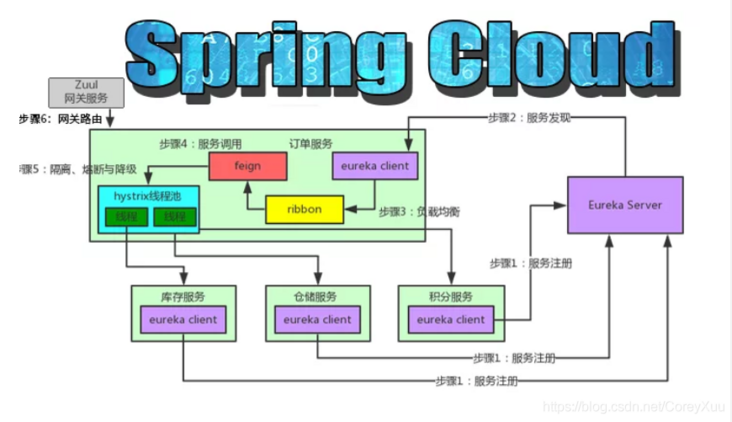 Spring Cloud
Zuul
网关服务
步骤6：网关路由
步骤2：服务发现
步骤4：服务调用
订单服务
feign
eureka client
步骤5：隔离、熔断与降级
hystrix线程池
线程
线程
ribbon
步骤3：负载均衡
Eureka Server
步骤1：服务注册
库存服务
eureka client
仓储服务
eureka client
积分服务
eureka client
步骤1：服务注册
步骤1：服务注册
https://blog.csdn.net/CoreyXuu